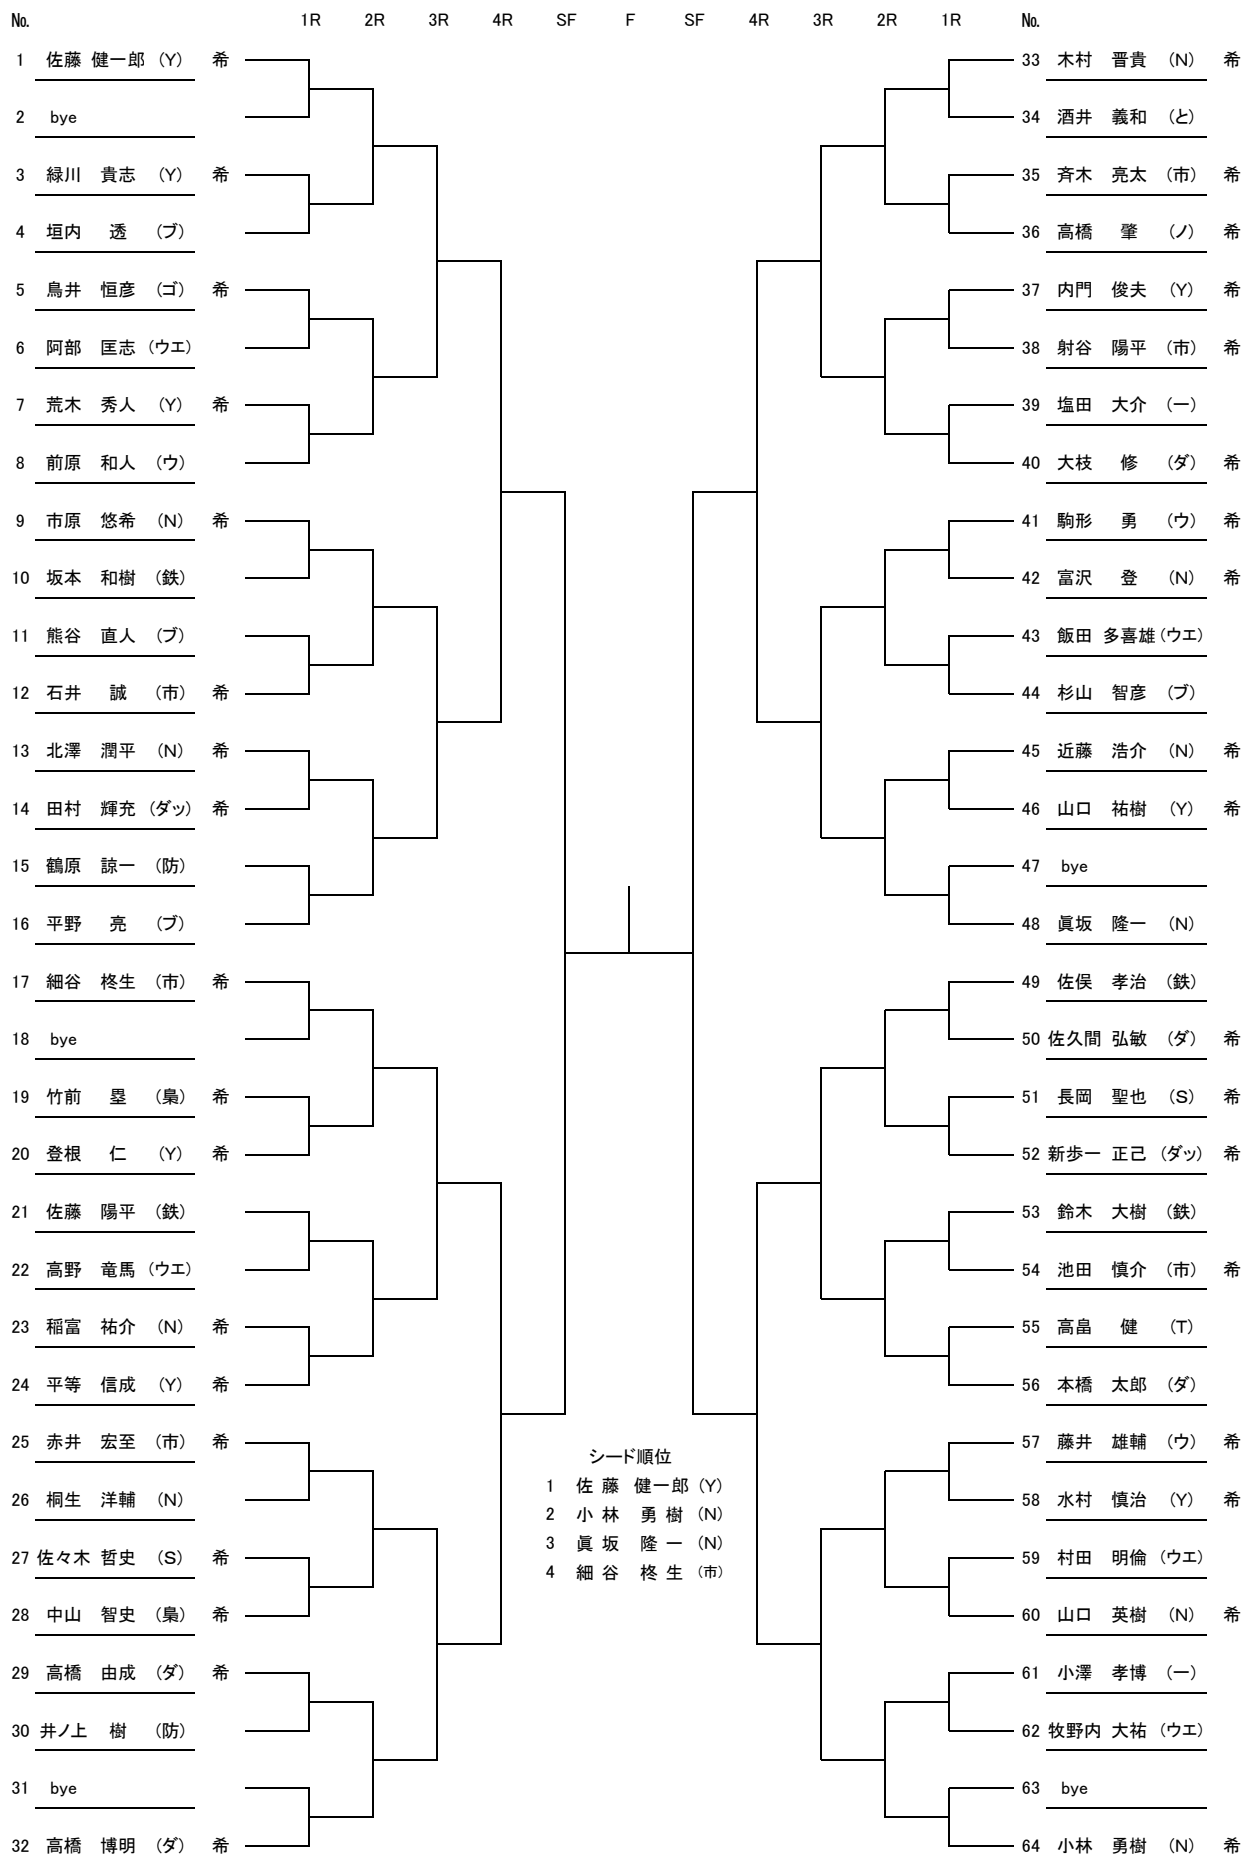 No. 1R 2R 3R 4R SF F SF 4R 3R 2R 1R No.
1 佐藤 健一郎 (Y) 希
2 bye
3 緑川 貴志 (Y) 希
4 垣内 透 (ブ)
5 鳥井 恒彦 (ゴ) 希
6 阿部 匡志 (ウエ)
7 荒木 秀人 (Y) 希
8 前原 和人 (ウ)
9 市原 悠希 (N) 希
10 坂本 和樹 (鉄)
11 熊谷 直人 (ブ)
12 石井 誠 (市) 希
13 北澤 潤平 (N) 希
14 田村 輝充 (ダッ) 希
15 鶴原 諒一 (防)
16 平野 亮 (ブ)
17 細谷 柊生 (市) 希
18 bye
19 竹前 塁 (梟) 希
20 登根 仁 (Y) 希
21 佐藤 陽平 (鉄)
22 高野 竜馬 (ウエ)
23 稲富 祐介 (N) 希
24 平等 信成 (Y) 希
25 赤井 宏至 (市) 希
26 桐生 洋輔 (N)
27 佐々木 哲史 (S) 希
28 中山 智史 (梟) 希
29 高橋 由成 (ダ) 希
30 井ノ上 樹 (防)
31 bye
32 高橋 博明 (ダ) 希
33 木村 晋貴 (N) 希
34 酒井 義和 (と)
35 斉木 亮太 (市) 希
36 高橋 肇 (ノ) 希
37 内門 俊夫 (Y) 希
38 射谷 陽平 (市) 希
39 塩田 大介 (一)
40 大枝 修 (ダ) 希
41 駒形 勇 (ウ) 希
42 富沢 登 (N) 希
43 飯田 多喜雄 (ウエ)
44 杉山 智彦 (ブ)
45 近藤 浩介 (N) 希
46 山口 祐樹 (Y) 希
47 bye
48 眞坂 隆一 (N)
49 佐俣 孝治 (鉄)
50 佐久間 弘敏 (ダ) 希
51 長岡 聖也 (S) 希
52 新歩一 正己 (ダッ) 希
53 鈴木 大樹 (鉄)
54 池田 慎介 (市) 希
55 高畠 健 (T)
56 本橋 太郎 (ダ)
57 藤井 雄輔 (ウ) 希
58 水村 慎治 (Y) 希
59 村田 明倫 (ウエ)
60 山口 英樹 (N) 希
61 小澤 孝博 (一)
62 牧野内 大祐 (ウエ)
63 bye
64 小林 勇樹 (N) 希
シード順位
1 佐藤 健一郎 (Y)
2 小林 勇樹 (N)
3 眞坂 隆一 (N)
4 細谷 柊生 (市)